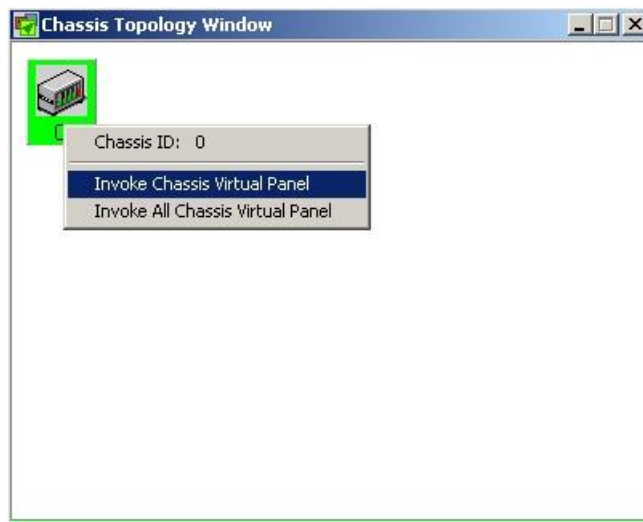 Chassis Topology Window
Chassis ID: 0
Invoke Chassis Virtual Panel
Invoke All Chassis Virtual Panel